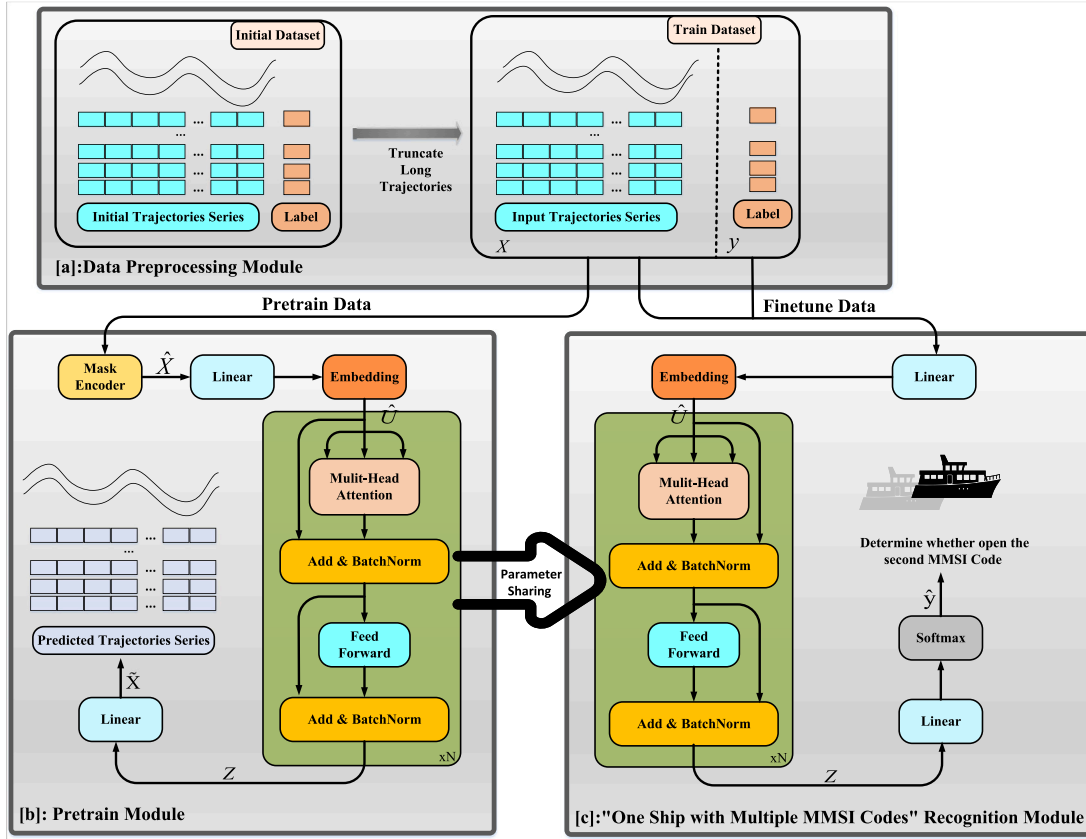 Initial Dataset
...
...
...
...
...
Initial Trajectories Series
Label
Truncate
Long
Trajectories
Train Dataset
...
...
...
...
...
Input Trajectories Series
Label
X
y
[a]:Data Preprocessing Module
Pretrain Data
Finetune Data
Mask
Encoder
X̂
Linear
Embedding
Û
Mulit-Head
Attention
Add & BatchNorm
Feed
Forward
Add & BatchNorm
xN
...
...
...
...
...
Predicted Trajectories Series
X̃
Linear
Z
[b]: Pretrain Module
Parameter
Sharing
Embedding
Linear
Û
Mulit-Head
Attention
Add & BatchNorm
Feed
Forward
Add & BatchNorm
xN
Determine whether open the
second MMSI Code
ŷ
Softmax
Linear
Z
[c]:"One Ship with Multiple MMSI Codes" Recognition Module